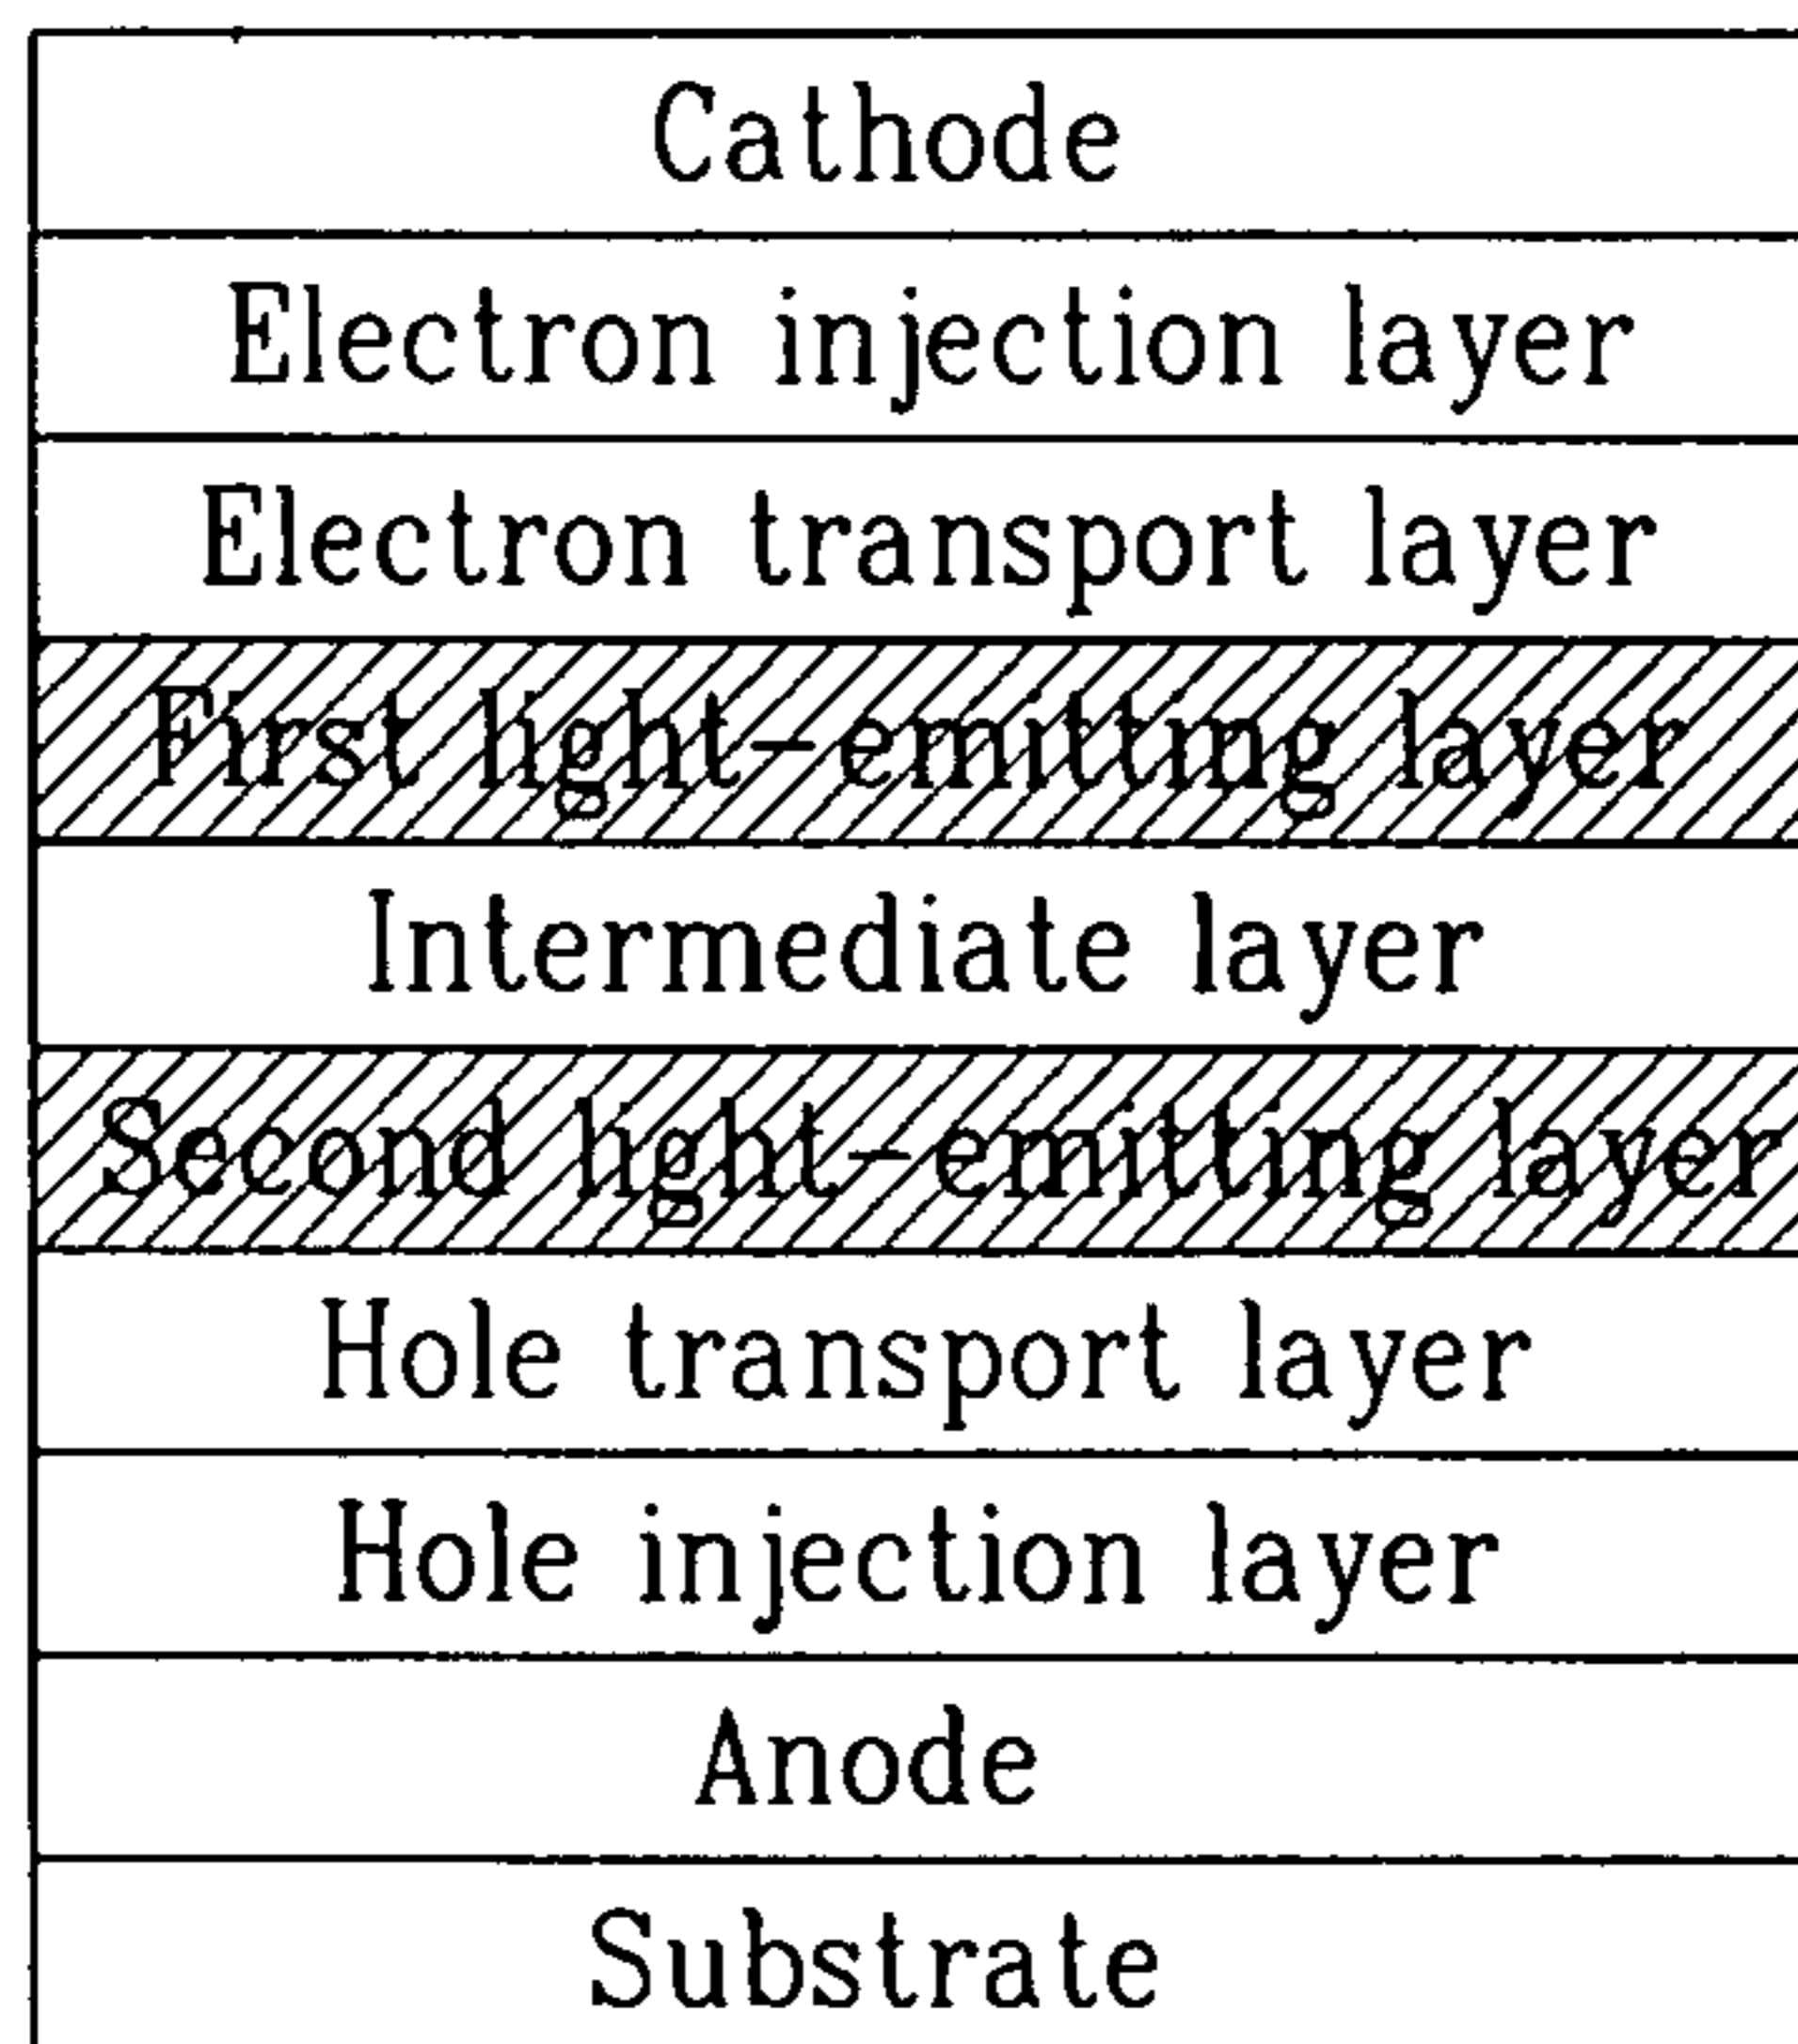 Cathode
Electron injection layer
Electron transport layer
First light-emitting layer
Intermediate layer
Second light-emitting layer
Hole transport layer
Hole injection layer
Anode
Substrate